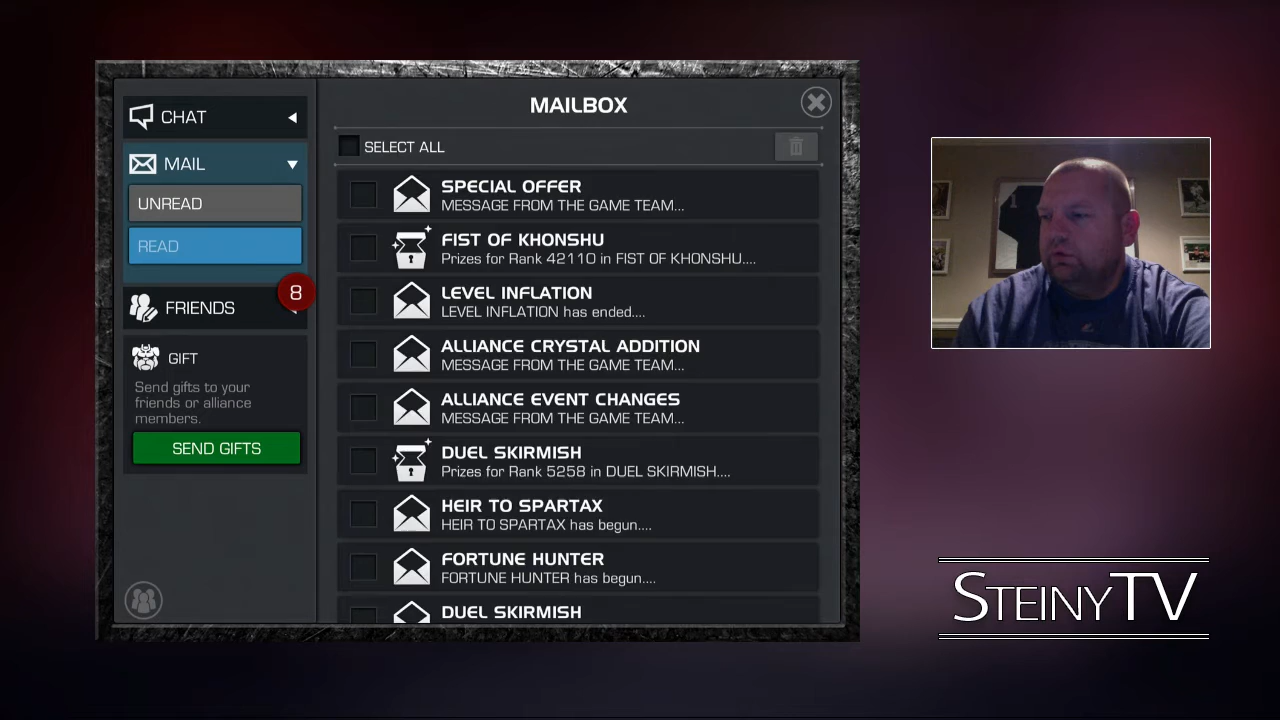 CHAT
MAIL
UNREAD
READ
FRIENDS
8
GIFT
Send gifts to your
friends or alliance
members.
SEND GIFTS
MAILBOX
SELECT ALL
SPECIAL OFFER
MESSAGE FROM THE GAME TEAM...
FIST OF KHONSHU
Prizes for Rank 42110 in FIST OF KHONSHU....
LEVEL INFLATION
LEVEL INFLATION has ended....
ALLIANCE CRYSTAL ADDITION
MESSAGE FROM THE GAME TEAM...
ALLIANCE EVENT CHANGES
MESSAGE FROM THE GAME TEAM...
DUEL SKIRMISH
Prizes for Rank 5258 in DUEL SKIRMISH....
HEIR TO SPARTAX
HEIR TO SPARTAX has begun....
FORTUNE HUNTER
FORTUNE HUNTER has begun....
DUEL SKIRMISH
STEINYTV